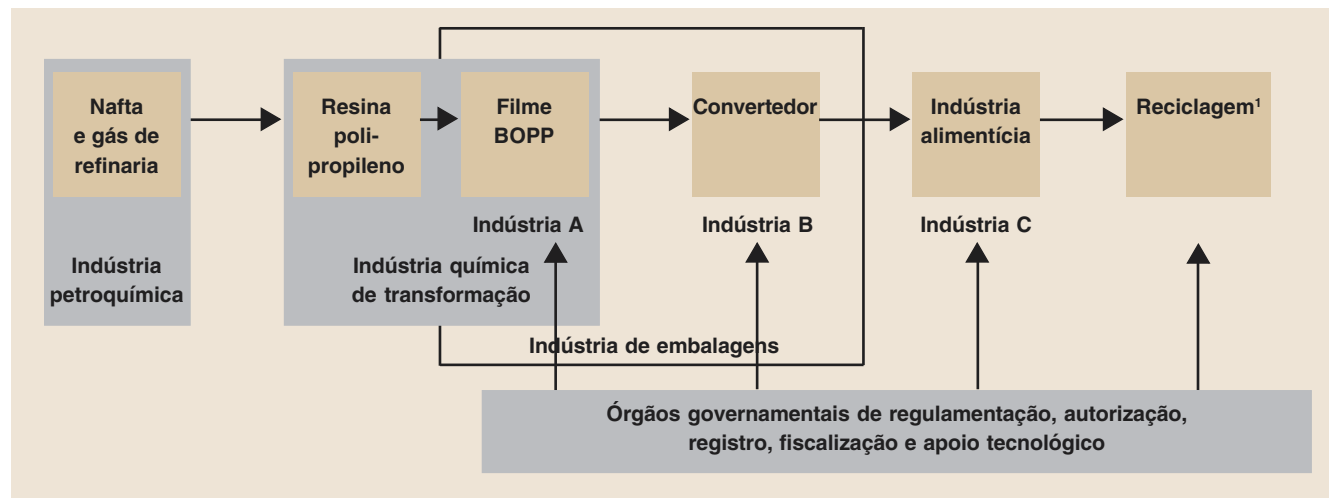 Nafta
e gás de
refinaria
Resina
poli-
propileno
Filme
BOPP
Convertedor
Indústria
alimentícia
Reciclagem¹
Indústria A
Indústria B
Indústria C
Indústria
petroquímica
Indústria química
de transformação
Indústria de embalagens
Órgãos governamentais de regulamentação, autorização,
registro, fiscalização e apoio tecnológico